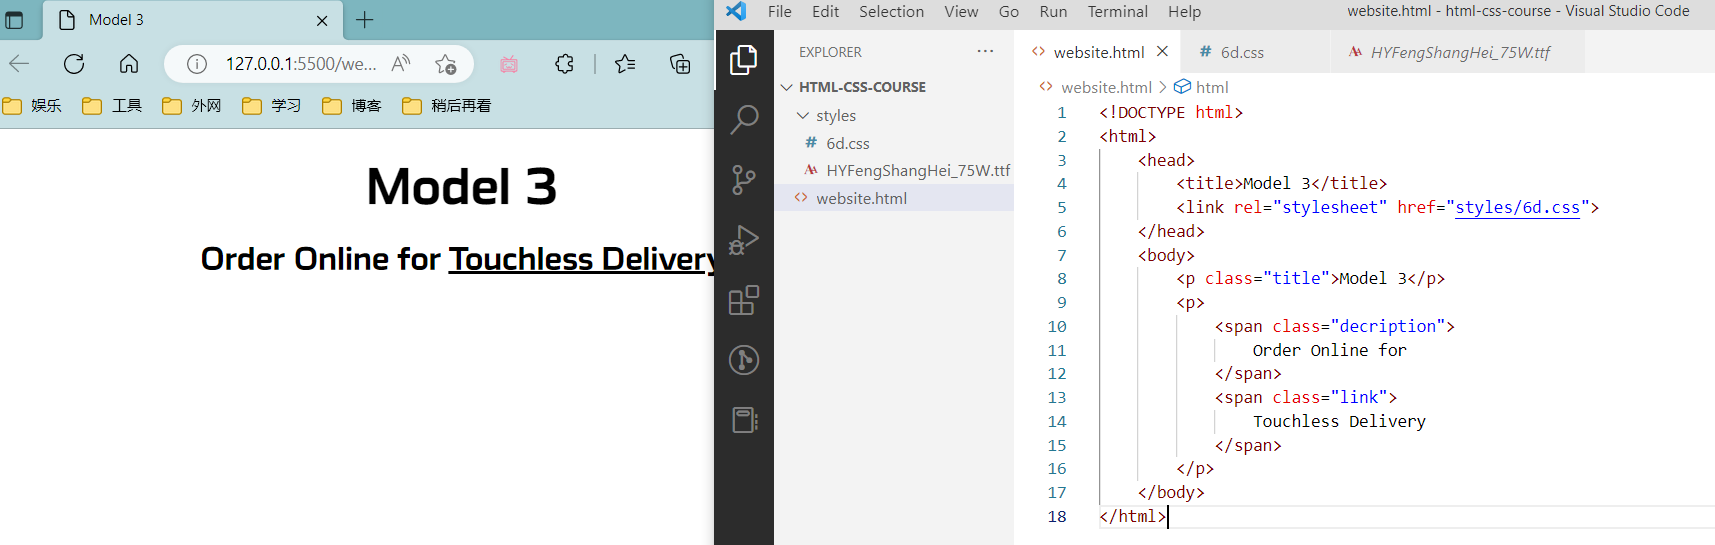 Model 3
127.0.0.1:5500/we...
娱乐 工具 外网 学习 博客 稍后再看
Model 3
Order Online for Touchless Delivery
File Edit Selection View Go Run Terminal Help
website.html - html-css-course - Visual Studio Code
EXPLORER ...
HTML-CSS-COURSE
styles
# 6d.css
HYFengShangHei_75W.ttf
website.html
website.html # 6d.css HYFengShangHei_75W.ttf
website.html > html
1 <!DOCTYPE html>
2 <html>
3 <head>
4 <title>Model 3</title>
5 <link rel="stylesheet" href="styles/6d.css">
6 </head>
7 <body>
8 <p class="title">Model 3</p>
9 <p>
10 <span class="decription">
11 Order Online for
12 </span>
13 <span class="link">
14 Touchless Delivery
15 </span>
16 </p>
17 </body>
18 </html>